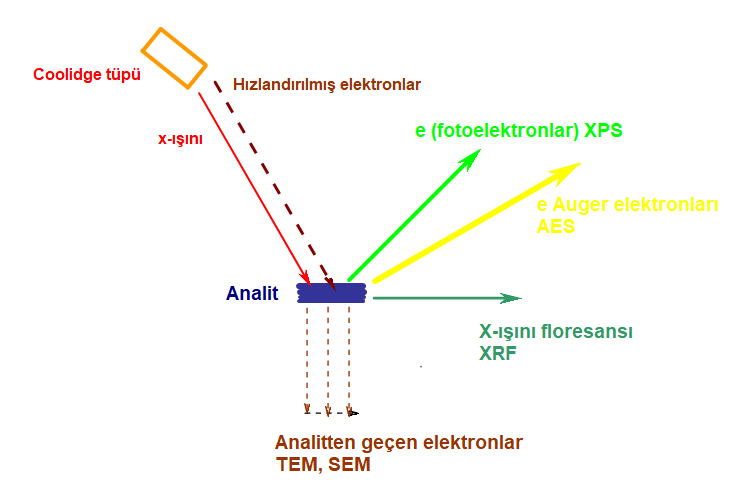 Coolidge tüpü
Hızlandırılmış elektronlar
x-ışını
e (fotoelektronlar) XPS
e Auger elektronları
AES
Analit
X-ışını floresansı
XRF
Analitten geçen elektronlar
TEM, SEM